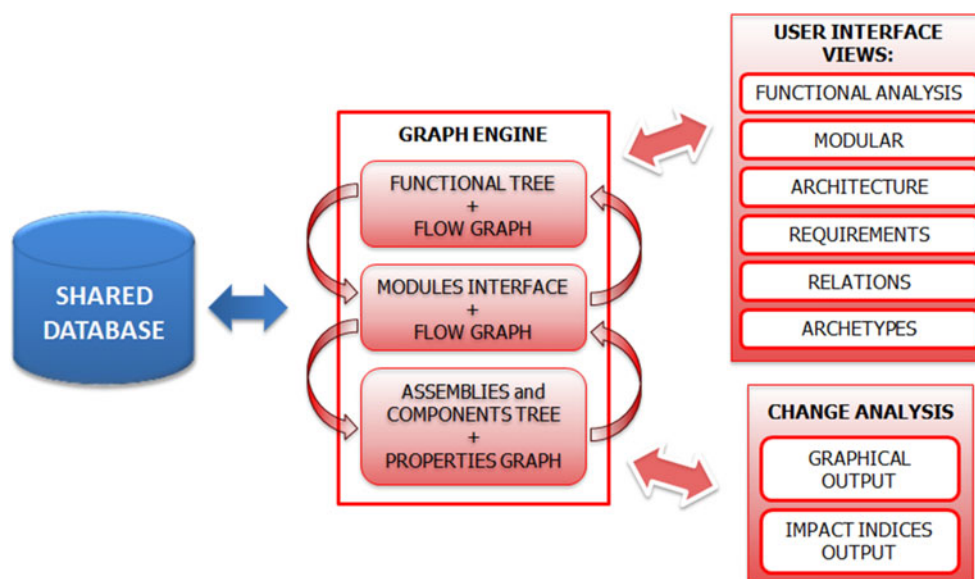 SHARED
DATABASE
GRAPH ENGINE
FUNCTIONAL TREE
+
FLOW GRAPH
MODULES INTERFACE
+
FLOW GRAPH
ASSEMBLIES and
COMPONENTS TREE
+
PROPERTIES GRAPH
USER INTERFACE
VIEWS:
FUNCTIONAL ANALYSIS
MODULAR
ARCHITECTURE
REQUIREMENTS
RELATIONS
ARCHETYPES
CHANGE ANALYSIS
GRAPHICAL
OUTPUT
IMPACT INDICES
OUTPUT